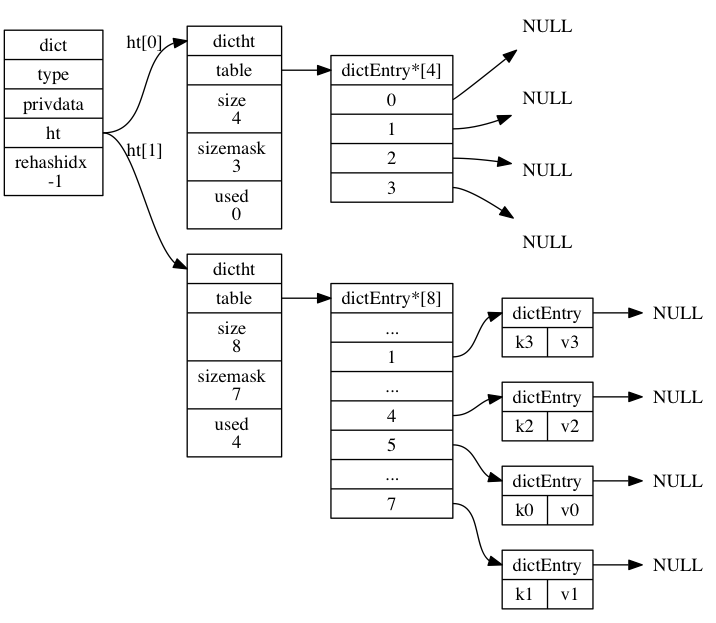 dict
type
privdata
ht
rehashidx
-1
ht[0]
ht[1]
dictht
table
size
4
sizemask
3
used
0
dictEntry*[4]
0
1
2
3
NULL
NULL
NULL
NULL
dictht
table
size
8
sizemask
7
used
4
dictEntry*[8]
...
1
...
4
5
...
7
dictEntry
k3 v3
NULL
dictEntry
k2 v2
NULL
dictEntry
k0 v0
NULL
dictEntry
k1 v1
NULL